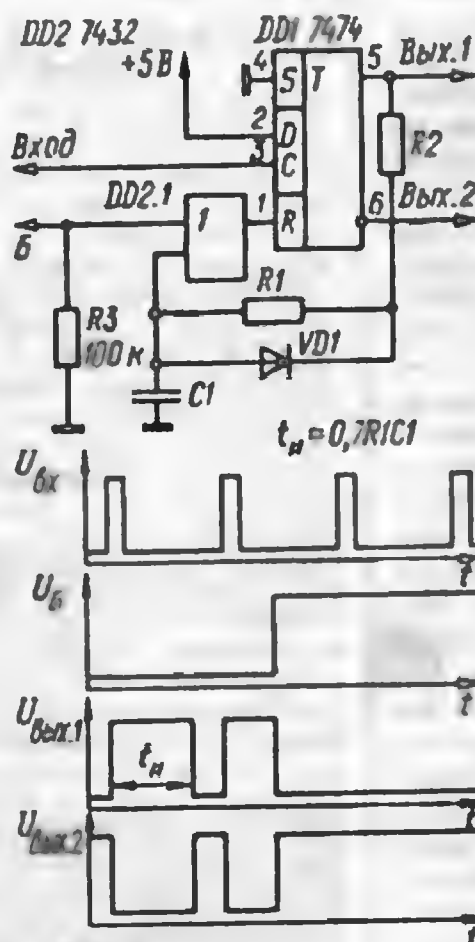 DD2 7432
DD1 7474
+5В
4
S
T
5
Вых.1
2
D
R2
Вход
3
C
DD2.1
1
R
6
Вых.2
Б
1
R1
R3
100 к
VD1
C1
tи = 0,7R1C1
Uвх
t
Uб
t
Uвых.1
tи
t
Uвых.2
t